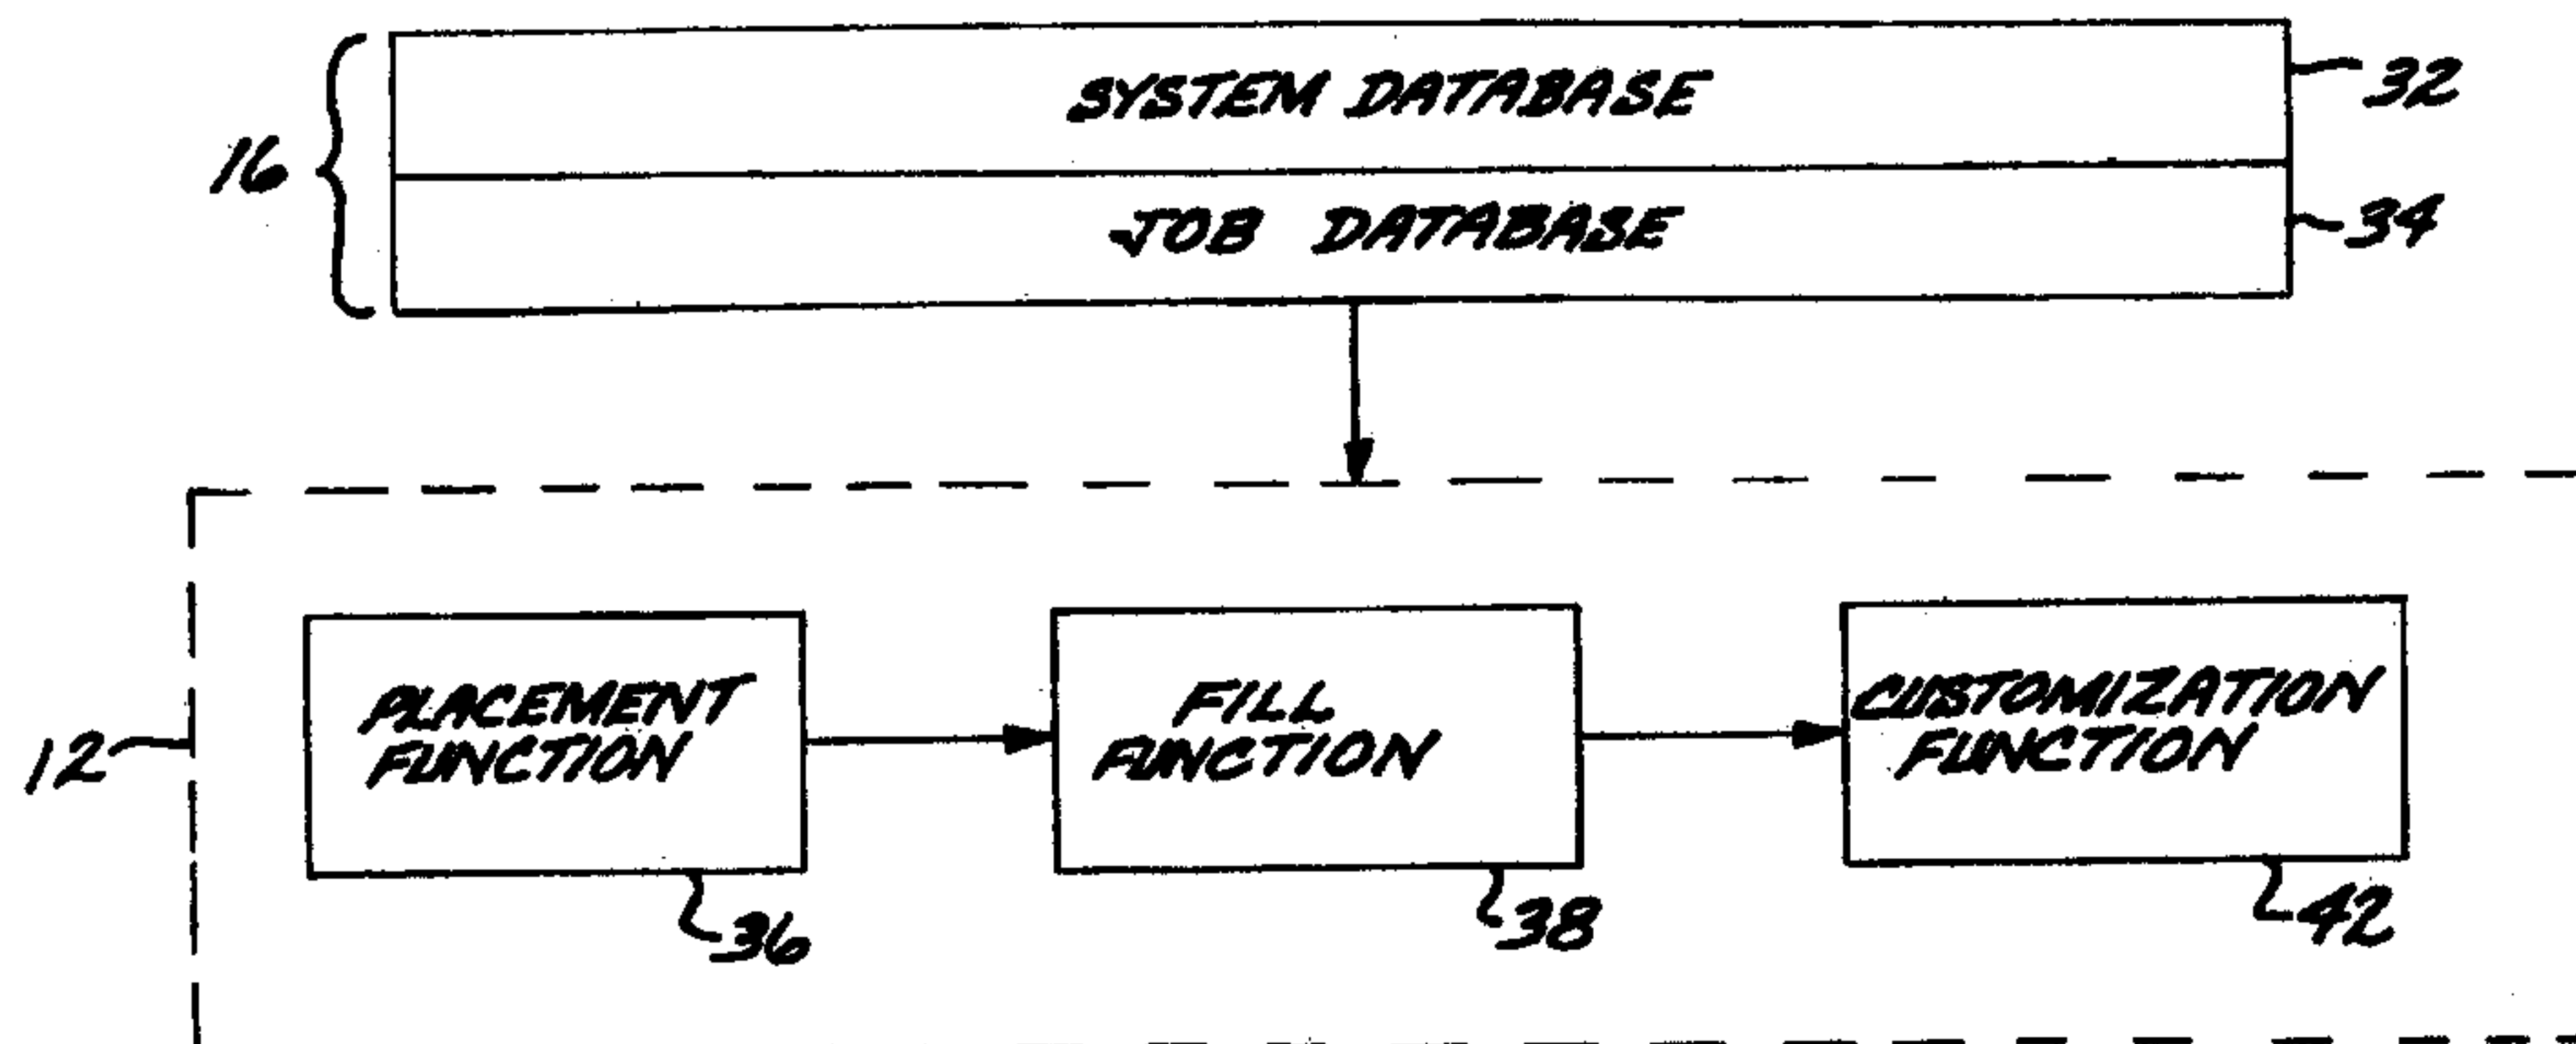 SYSTEM DATABASE
32
16
JOB DATABASE
34
PLACEMENT
FUNCTION
FILL
FUNCTION
CUSTOMIZATION
FUNCTION
12
36
38
42